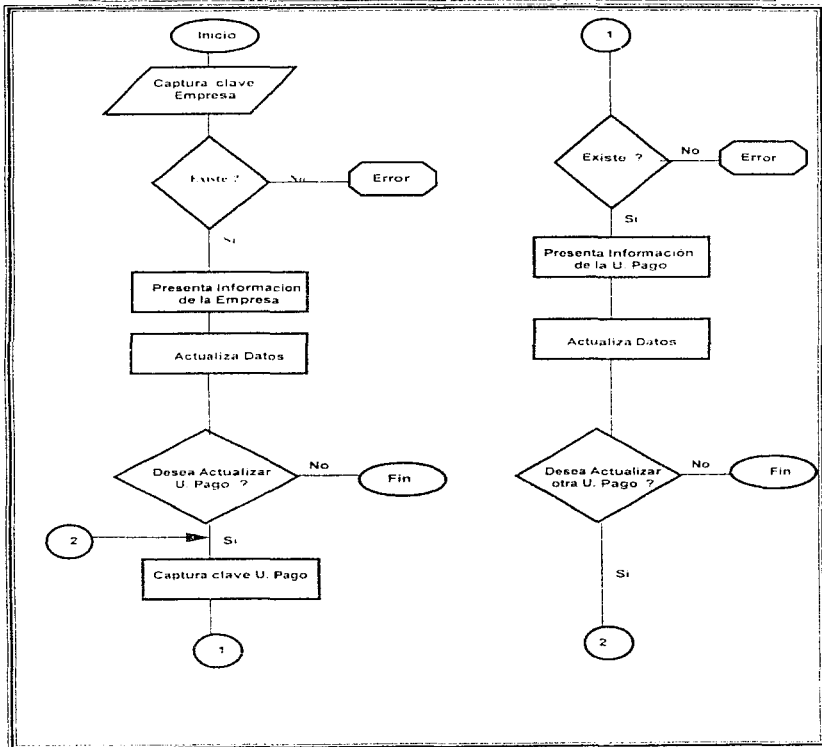 Inicio
Captura clave
Empresa
Existe ?
No
Error
Si
Presenta Informacion
de la Empresa
Actualiza Datos
Desea Actualizar
U. Pago ?
No
Fin
2
Si
Captura clave U. Pago
1
1
Existe ?
No
Error
Si
Presenta Información
de la U. Pago
Actualiza Datos
Desea Actualizar
otra U. Pago ?
No
Fin
Si
2